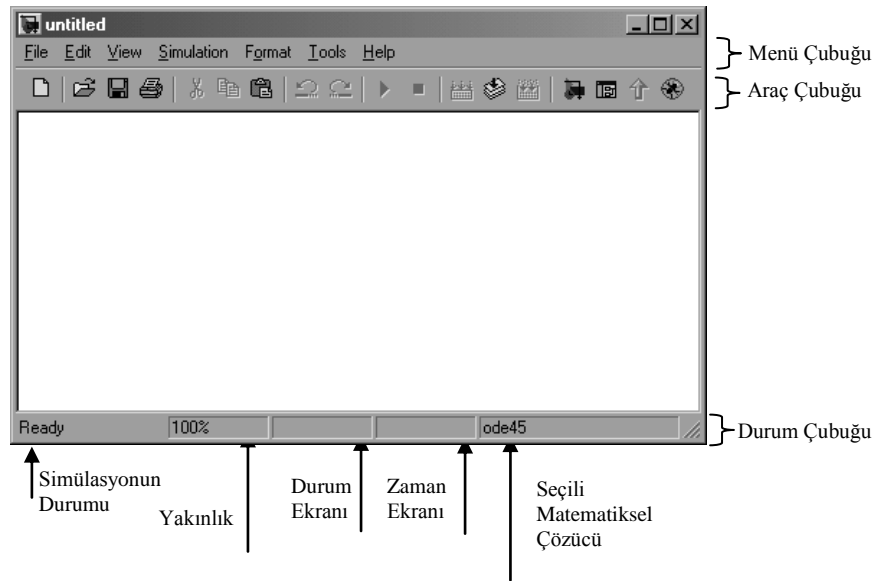 untitled
File Edit View Simulation Format Tools Help
Menü Çubuğu
Araç Çubuğu
Ready 100% ode45
Durum Çubuğu
Simülasyonun
Durumu
Yakınlık
Durum
Ekranı
Zaman
Ekranı
Seçili
Matematiksel
Çözücü